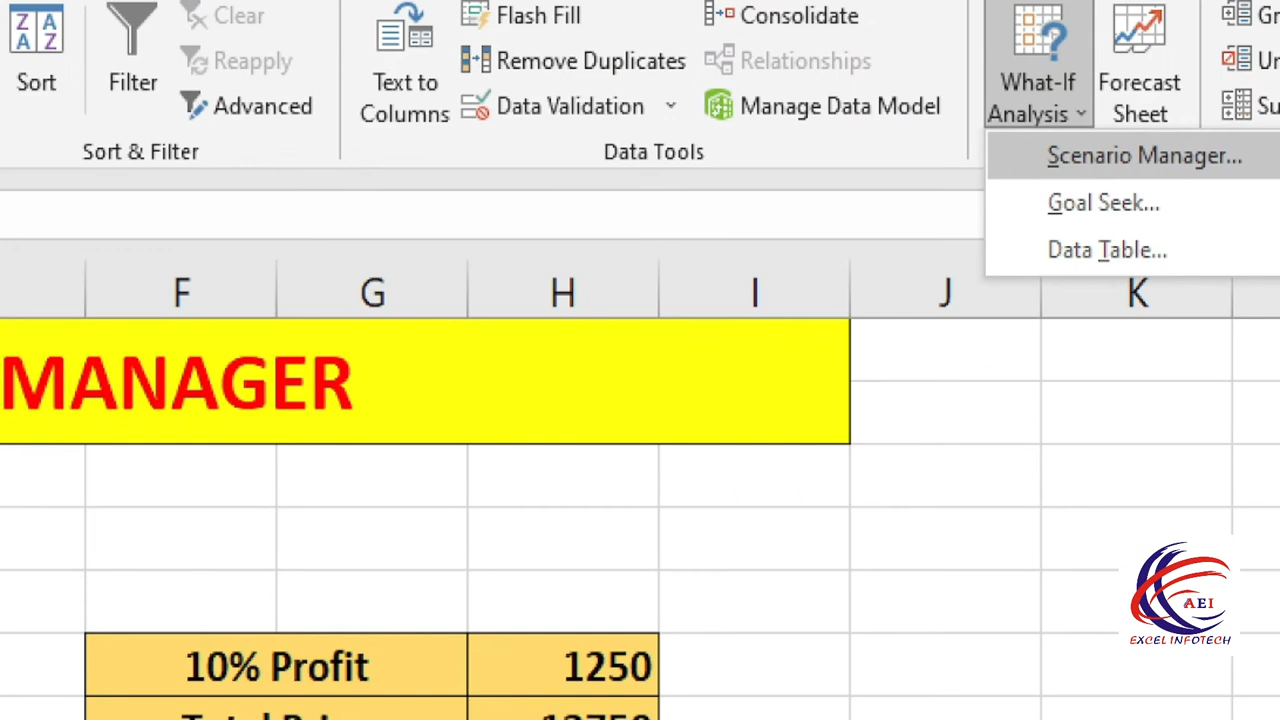 Sort
Filter
Clear
Reapply
Advanced
Sort & Filter
Text to
Columns
Flash Fill
Remove Duplicates
Data Validation
Consolidate
Relationships
Manage Data Model
Data Tools
What-If
Analysis
Forecast
Sheet
Scenario Manager...
Goal Seek...
Data Table...
F G H I J K
MANAGER
10% Profit 1250
AEI
EXCEL INFOTECH